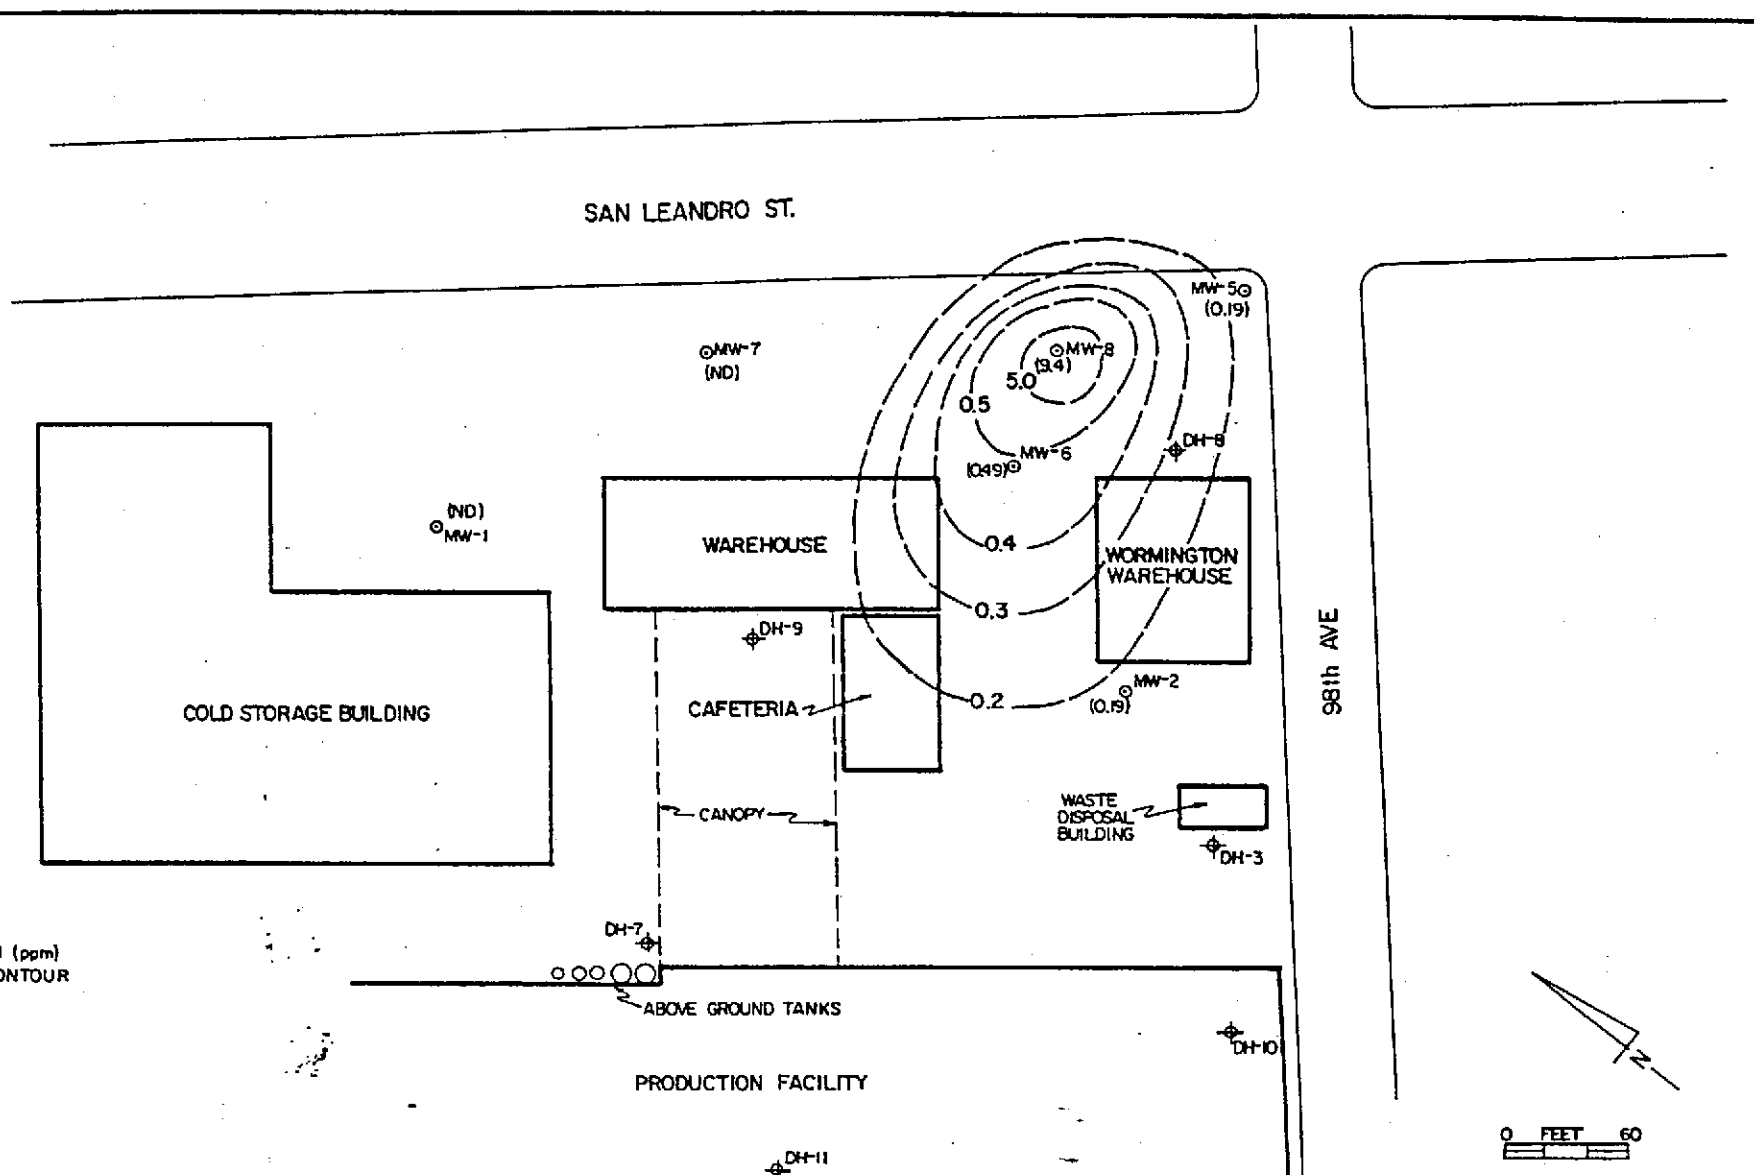 SAN LEANDRO ST.
MW-5
(0.19)
MW-7
(ND)
MW-8
(9.4)
5.0
0.5
DH-8
MW-6
(0.49)
(ND)
MW-1
WAREHOUSE
0.4
WORMINGTON
WAREHOUSE
0.3
DH-9
98th AVE
MW-2
(0.19)
0.2
COLD STORAGE BUILDING
CAFETERIA
CANOPY
WASTE
DISPOSAL
BUILDING
DH-3
DH-7
(ppm)
ONTOUR
ABOVE GROUND TANKS
DH-10
N
PRODUCTION FACILITY
0 FEET 60
DH-11